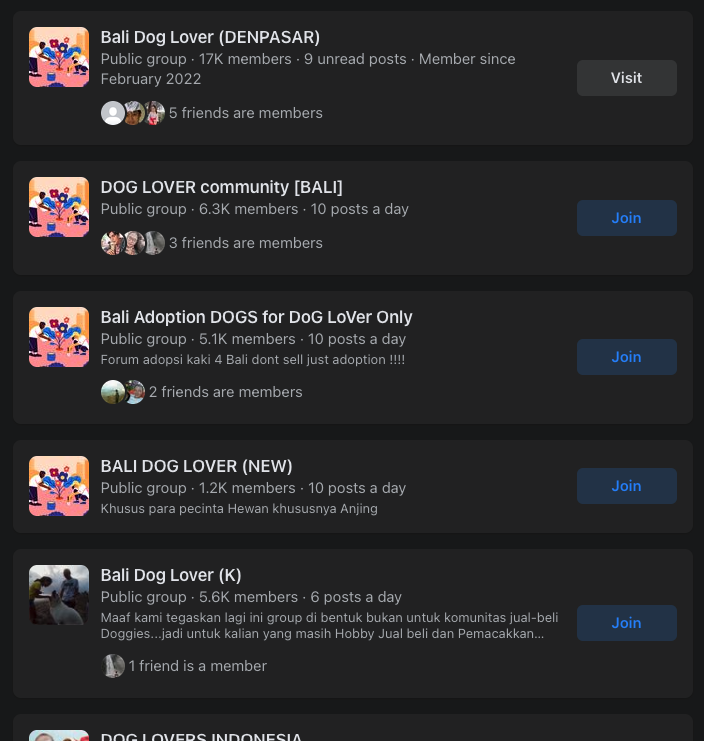 Bali Dog Lover (DENPASAR)
Public group · 17K members · 9 unread posts · Member since
February 2022
Visit
5 friends are members
DOG LOVER community [BALI]
Public group · 6.3K members · 10 posts a day
Join
3 friends are members
Bali Adoption DOGS for DoG LoVer Only
Public group · 5.1K members · 10 posts a day
Forum adopsi kaki 4 Bali dont sell just adoption !!!!
Join
2 friends are members
BALI DOG LOVER (NEW)
Public group · 1.2K members · 10 posts a day
Khusus para pecinta Hewan khususnya Anjing
Join
Bali Dog Lover (K)
Public group · 5.6K members · 6 posts a day
Maaf kami tegaskan lagi ini group di bentuk bukan untuk komunitas jual-beli
Doggies...jadi untuk kalian yang masih Hobby Jual beli dan Pemacakkan...
Join
1 friend is a member
DOG LOVERS INDONESIA